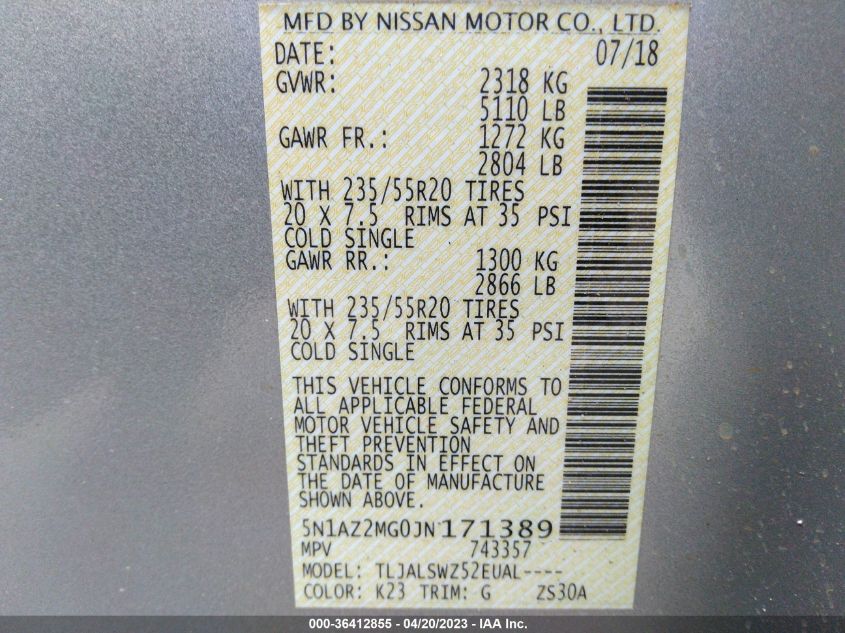 MFD BY NISSAN MOTOR CO., LTD.
DATE: 07/18
GVWR: 2318 KG
5110 LB
GAWR FR.: 1272 KG
2804 LB
WITH 235/55R20 TIRES
20 X 7.5 RIMS AT 35 PSI
COLD SINGLE
GAWR RR.: 1300 KG
2866 LB
WITH 235/55R20 TIRES
20 X 7.5 RIMS AT 35 PSI
COLD SINGLE
THIS VEHICLE CONFORMS TO
ALL APPLICABLE FEDERAL
MOTOR VEHICLE SAFETY AND
THEFT PREVENTION
STANDARDS IN EFFECT ON
THE DATE OF MANUFACTURE
SHOWN ABOVE.
5N1AZ2MG0JN171389
MPV 743357
MODEL: TLJALSWZ52EUAL----
COLOR: K23 TRIM: G ZS30A
000-36412855 - 04/20/2023 - IAA Inc.